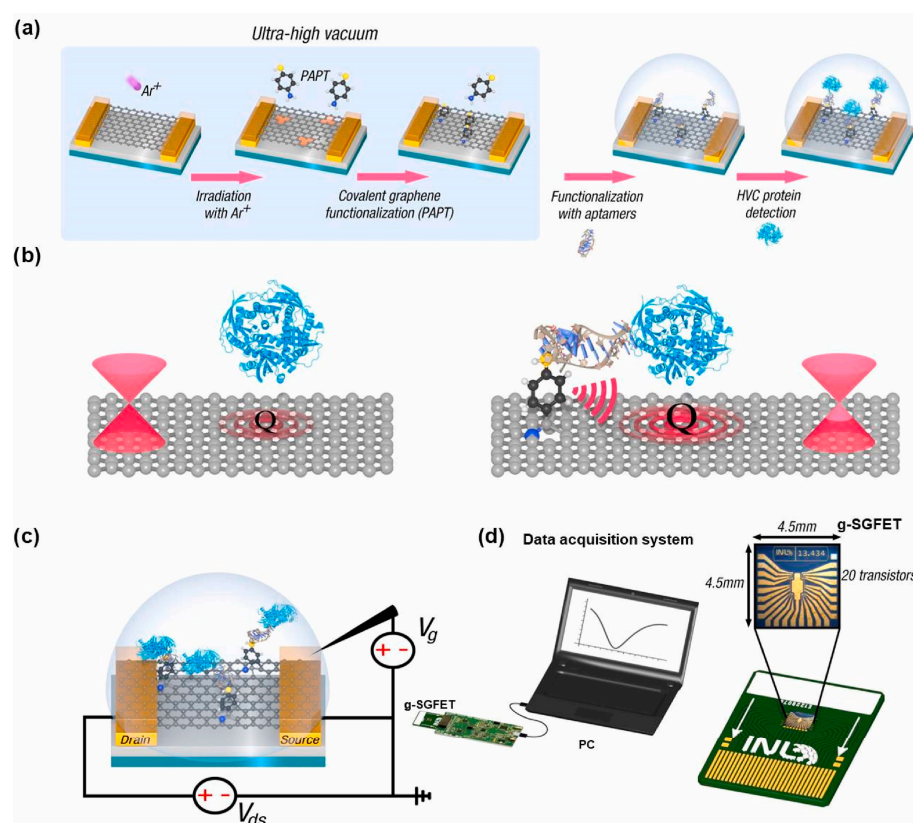 (a)
Ultra-high vacuum
Ar+
PAPT
Irradiation
with Ar+
Covalent graphene
functionalization (PAPT)
Functionalization
with aptamers
HVC protein
detection
(b)
Q
Q
(c)
Vg
+ -
Drain
Source
+ -
Vds
(d)
Data acquisition system
4.5mm
g-SGFET
INL
13.434
4.5mm
20 transistors
g-SGFET
PC
INL